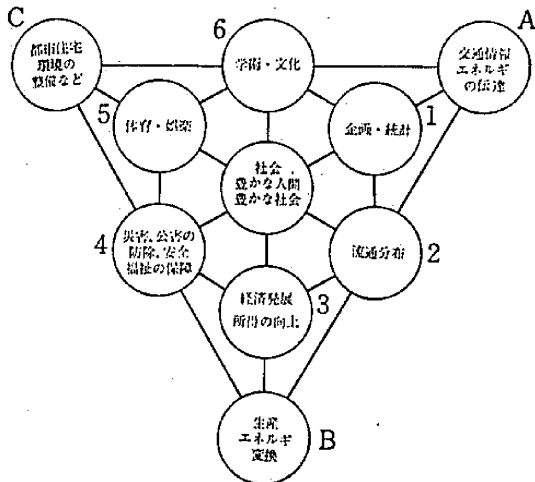 C
都市住宅
環境の
整備など
6
学術・文化
A
交通情報
エネルギ
の伝達
5
体育・娯楽
1
企画・統計
社会
豊かな人間
豊かな社会
4
災害、公害の
防除、安全
福祉の保障
流通分布
2
経済発展
所得の向上
3
生産
エネルギ
変換
B